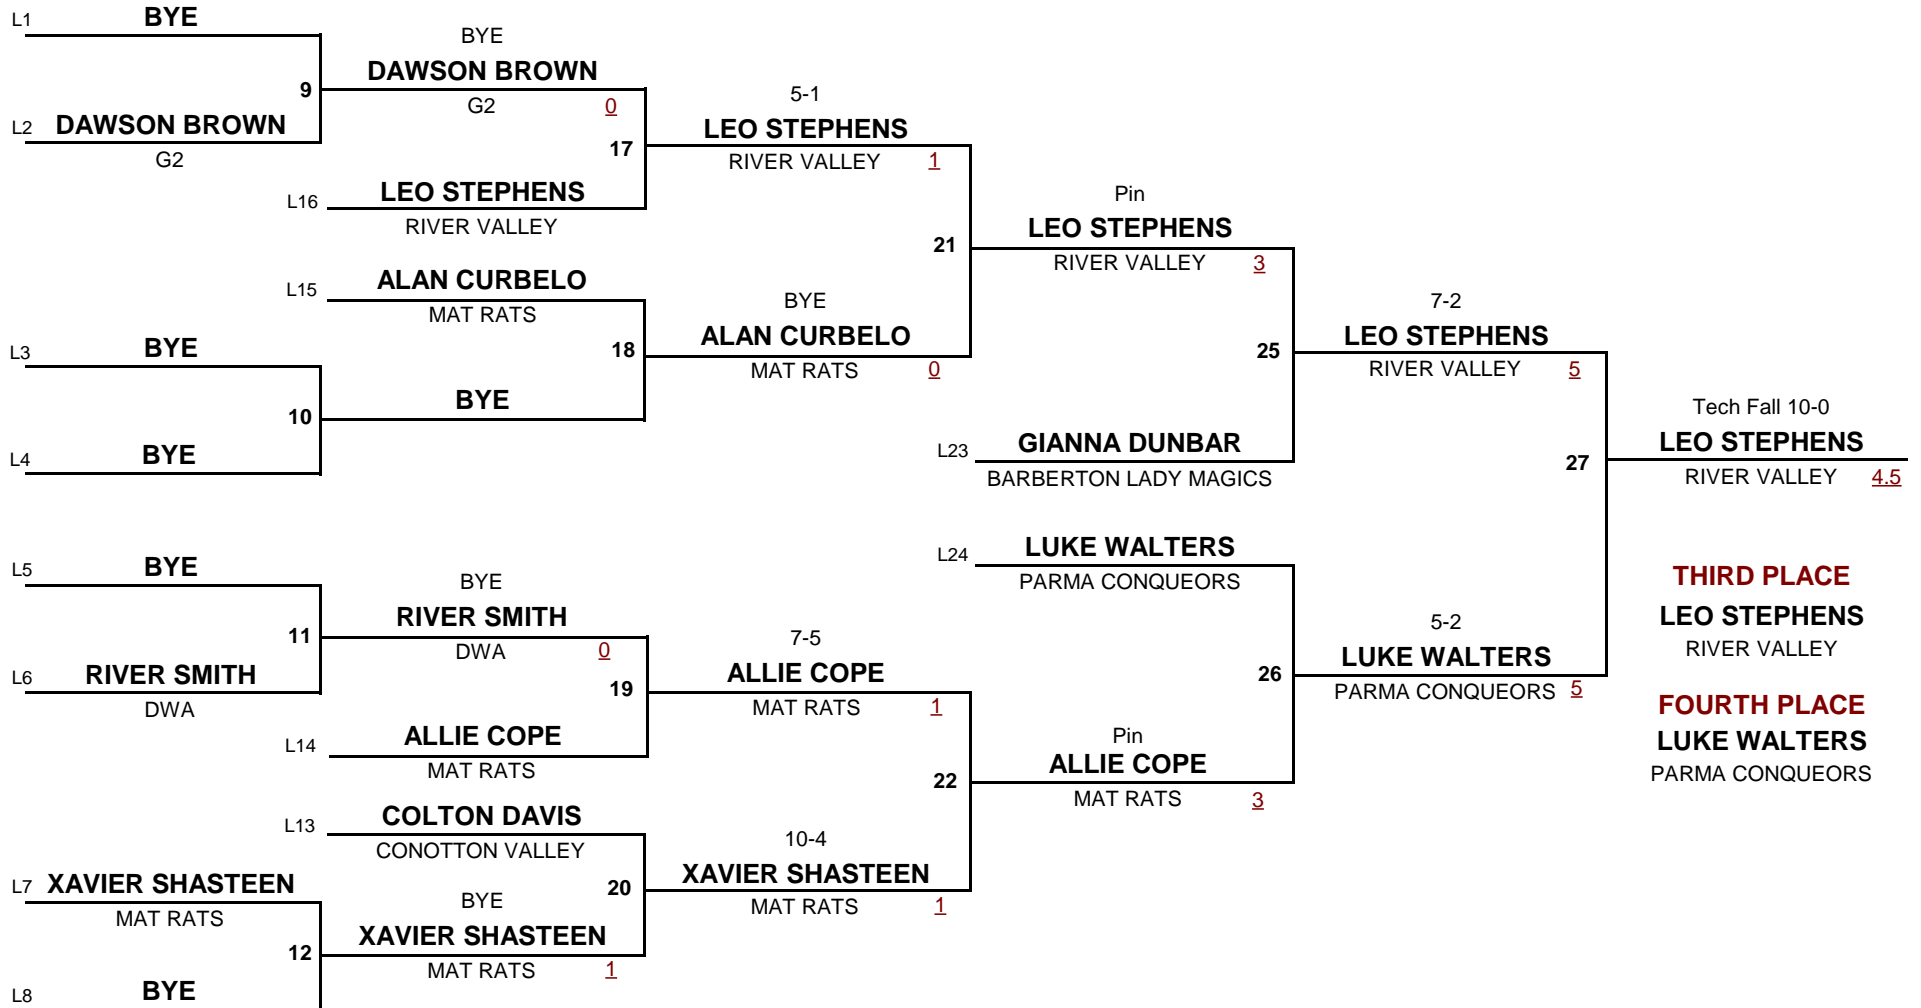 L1 BYE
BYE
DAWSON BROWN
9
G2 0
5-1
L2 DAWSON BROWN
LEO STEPHENS
G2
17
RIVER VALLEY 1
L16 LEO STEPHENS
RIVER VALLEY
Pin
LEO STEPHENS
21
RIVER VALLEY 3
L15 ALAN CURBELO
MAT RATS
BYE
7-2
ALAN CURBELO
LEO STEPHENS
L3 BYE
18
25
MAT RATS 0
RIVER VALLEY 5
BYE
10
Tech Fall 10-0
L4 BYE
L23 GIANNA DUNBAR
LEO STEPHENS
27
BARBERTON LADY MAGICS
RIVER VALLEY 4.5
L24 LUKE WALTERS
L5 BYE
BYE
PARMA CONQUEORS
THIRD PLACE
RIVER SMITH
LEO STEPHENS
11
7-5
5-2
DWA 0
RIVER VALLEY
L6 RIVER SMITH
ALLIE COPE
LUKE WALTERS
19
26
DWA
MAT RATS 1
PARMA CONQUEORS 5
FOURTH PLACE
L14 ALLIE COPE
Pin
LUKE WALTERS
MAT RATS
ALLIE COPE
22
PARMA CONQUEORS
MAT RATS 3
L13 COLTON DAVIS
CONOTTON VALLEY
10-4
L7 XAVIER SHASTEEN
20
XAVIER SHASTEEN
MAT RATS
BYE
MAT RATS 1
XAVIER SHASTEEN
12
MAT RATS 1
L8 BYE